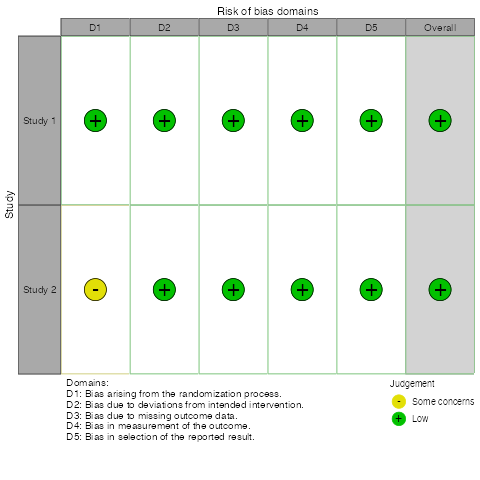 Risk of bias domains
D1 D2 D3 D4 D5 Overall
Study
Study 1 + + + + + +
Study 2 - + + + + +
Domains:
D1: Bias arising from the randomization process.
D2: Bias due to deviations from intended intervention.
D3: Bias due to missing outcome data.
D4: Bias in measurement of the outcome.
D5: Bias in selection of the reported result.
Judgement
- Some concerns
+ Low